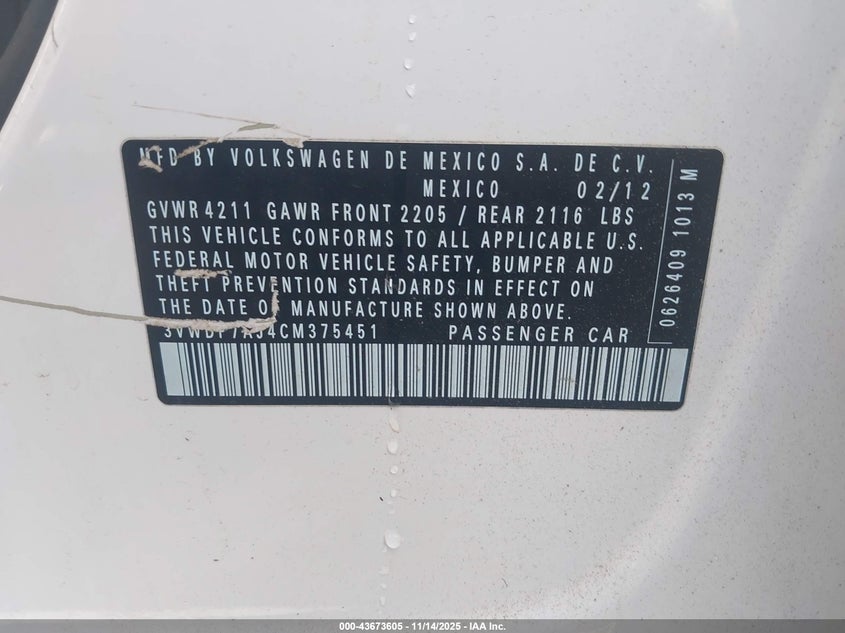 MFD BY VOLKSWAGEN DE MEXICO S.A. DE C.V.
MEXICO 02/12
GVWR 4211 GAWR FRONT 2205 / REAR 2116 LBS
THIS VEHICLE CONFORMS TO ALL APPLICABLE U.S.
FEDERAL MOTOR VEHICLE SAFETY, BUMPER AND
THEFT PREVENTION STANDARDS IN EFFECT ON
THE DATE OF MANUFACTURE SHOWN ABOVE.
PASSENGER CAR
0626409 1013 M
000-43673605 - 11/14/2025 - IAA Inc.